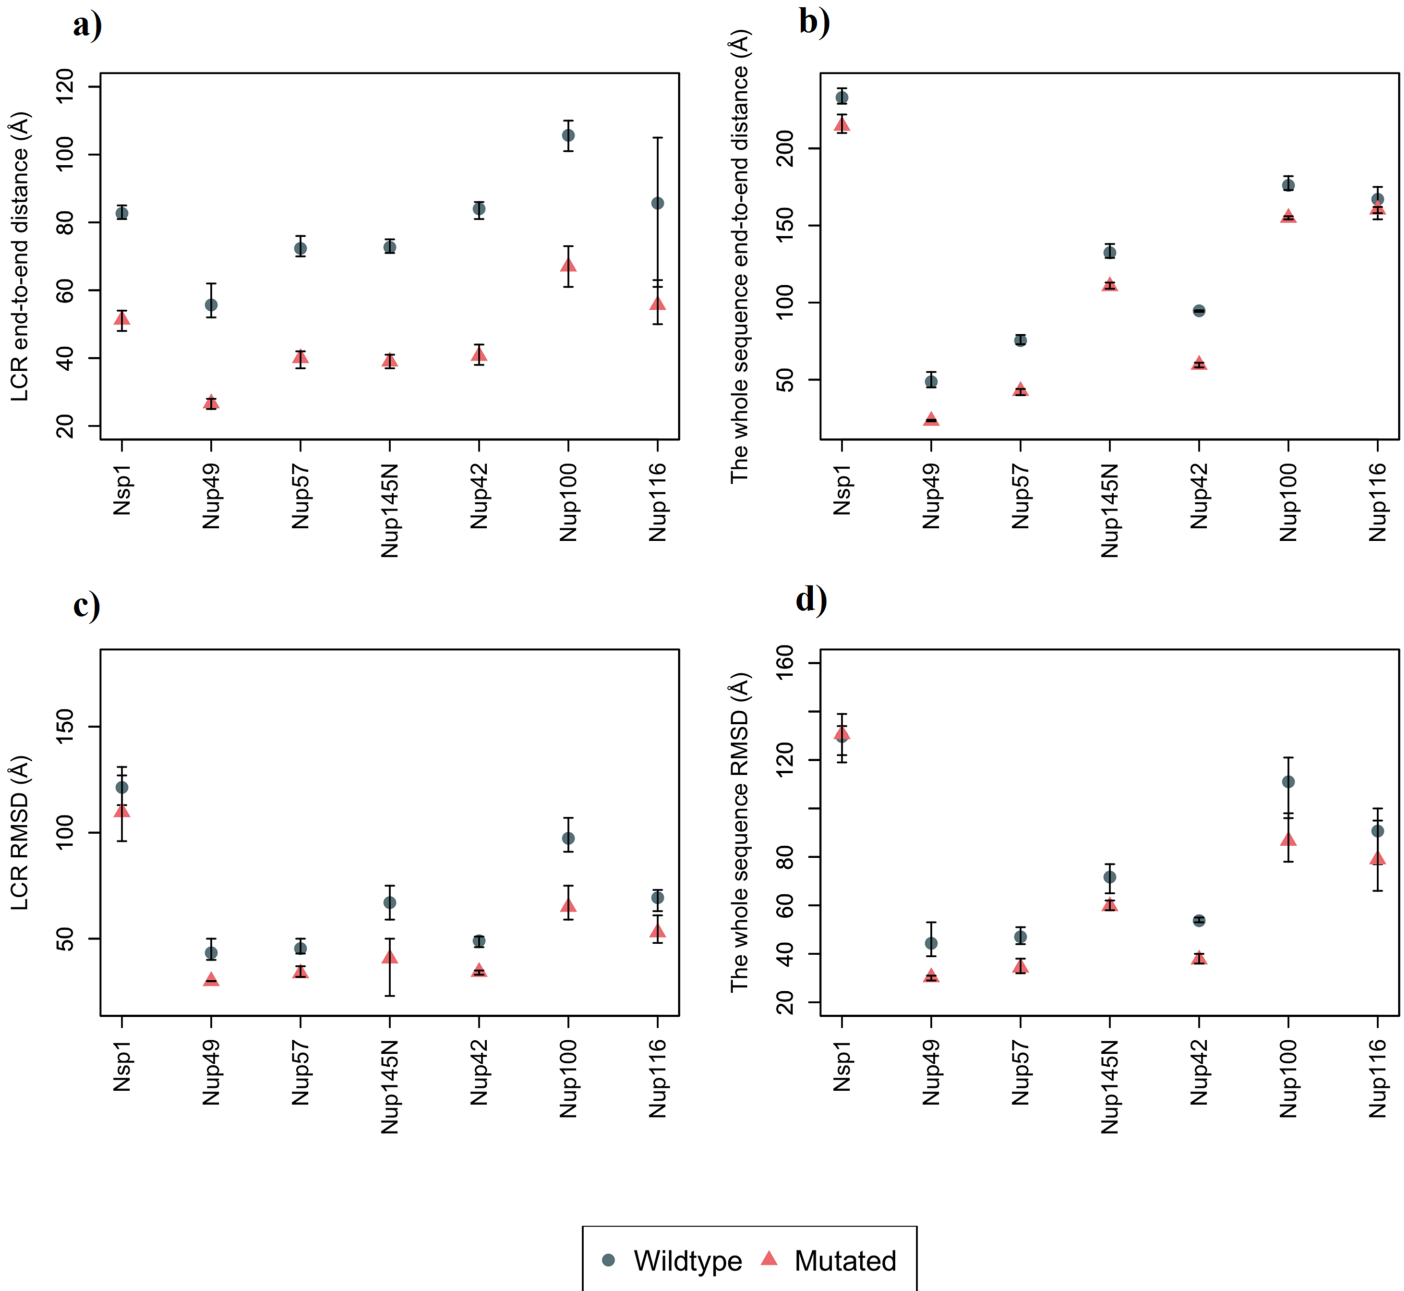 a)
LCR end-to-end distance (Å)
120
100
80
60
40
20
Nsp1
Nup49
Nup57
Nup145N
Nup42
Nup100
Nup116
b)
The whole sequence end-to-end distance (Å)
200
150
100
50
Nsp1
Nup49
Nup57
Nup145N
Nup42
Nup100
Nup116
c)
LCR RMSD (Å)
150
100
50
Nsp1
Nup49
Nup57
Nup145N
Nup42
Nup100
Nup116
d)
The whole sequence RMSD (Å)
160
120
80
60
40
20
Nsp1
Nup49
Nup57
Nup145N
Nup42
Nup100
Nup116
Wildtype
Mutated